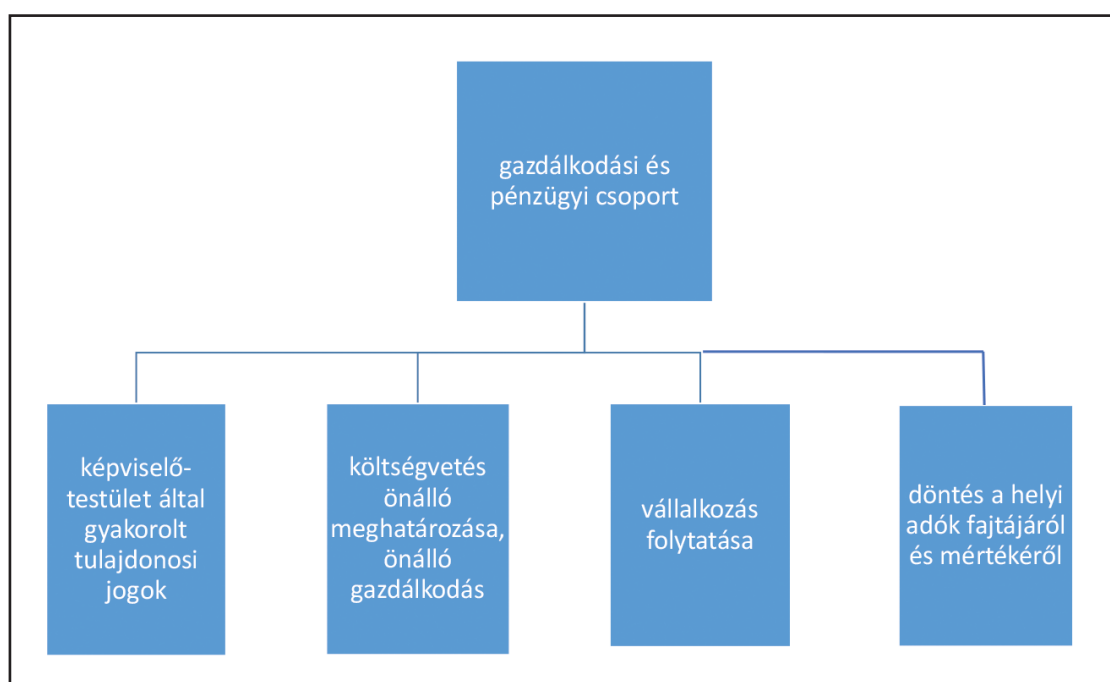 gazdálkodási és
pénzügyi csoport
képviselő-
testület által
gyakorolt
tulajdonosi
jogok
költségvetés
önálló
meghatározása,
önálló
gazdálkodás
vállalkozás
folytatása
döntés a helyi
adók fajtájáról
és mértékéről